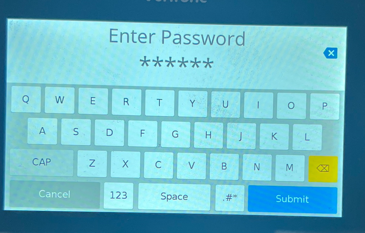 Enter Password
******
Q W E R T Y U I O P
A S D F G H J K L
CAP Z X C V B N M
Cancel 123 Space .#* Submit